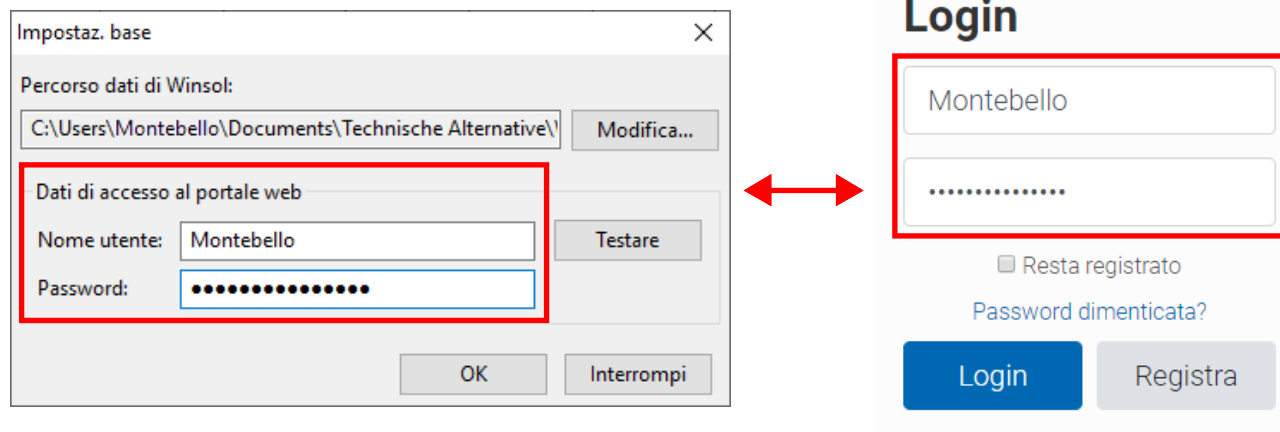 Impostaz. base
Percorso dati di Winsol:
C:\Users\Montebello\Documents\Technische Alternative\
Modifica...
Dati di accesso al portale web
Nome utente: Montebello
Testare
Password: ●●●●●●●●●●●●●●●
OK
Interrompi
Login
Montebello
•••••••••••••••
Resta registrato
Password dimenticata?
Login
Registra